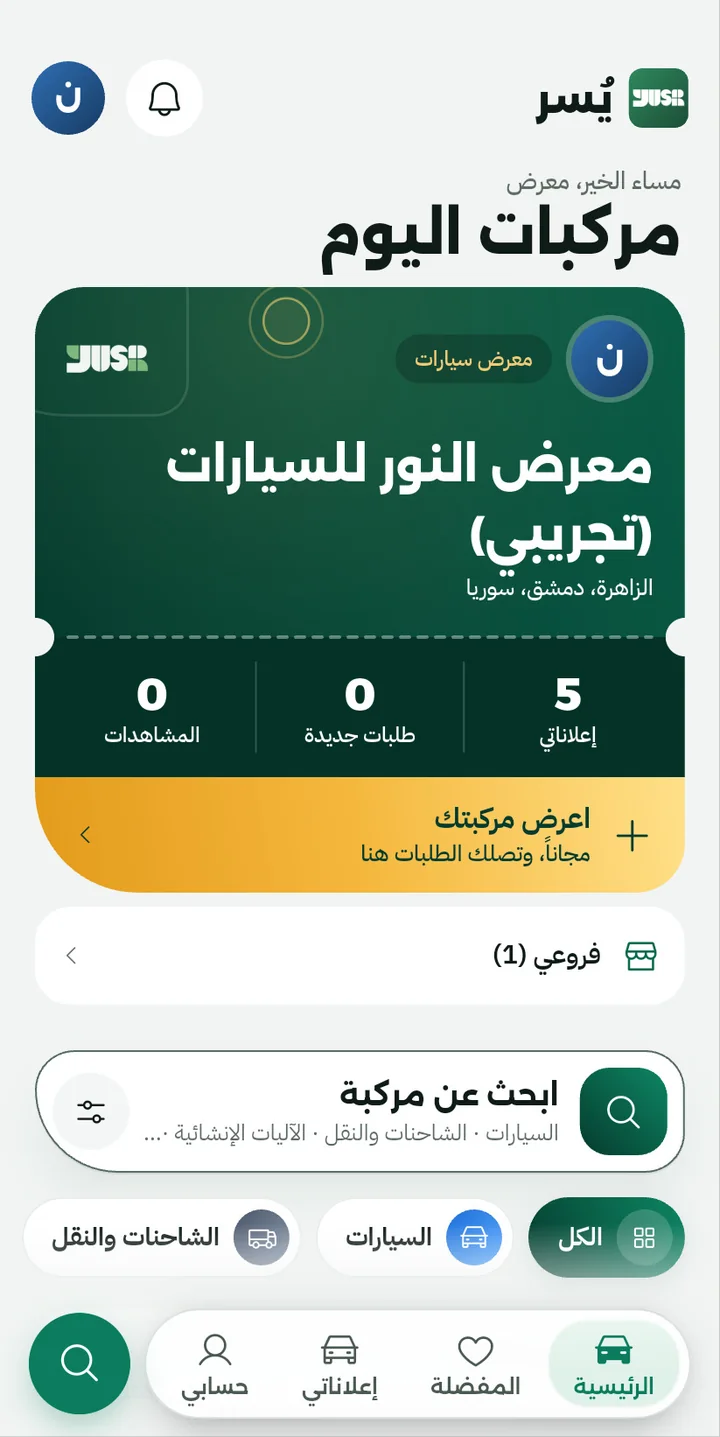 يُسر
YUSR
ن
مساء الخير، معرض
مركبات اليوم
ن
معرض سيارات
YUSR
معرض النور للسيارات
(تجريبي)
الزاهرة، دمشق، سوريا
5
إعلاناتي
0
طلبات جديدة
0
المشاهدات
اعرض مركبتك
مجاناً، وتصلك الطلبات هنا
فروعي (1)
ابحث عن مركبة
السيارات · الشاحنات والنقل · الآليات الإنشائية ·...
الكل
السيارات
الشاحنات والنقل
الرئيسية
المفضلة
إعلاناتي
حسابي